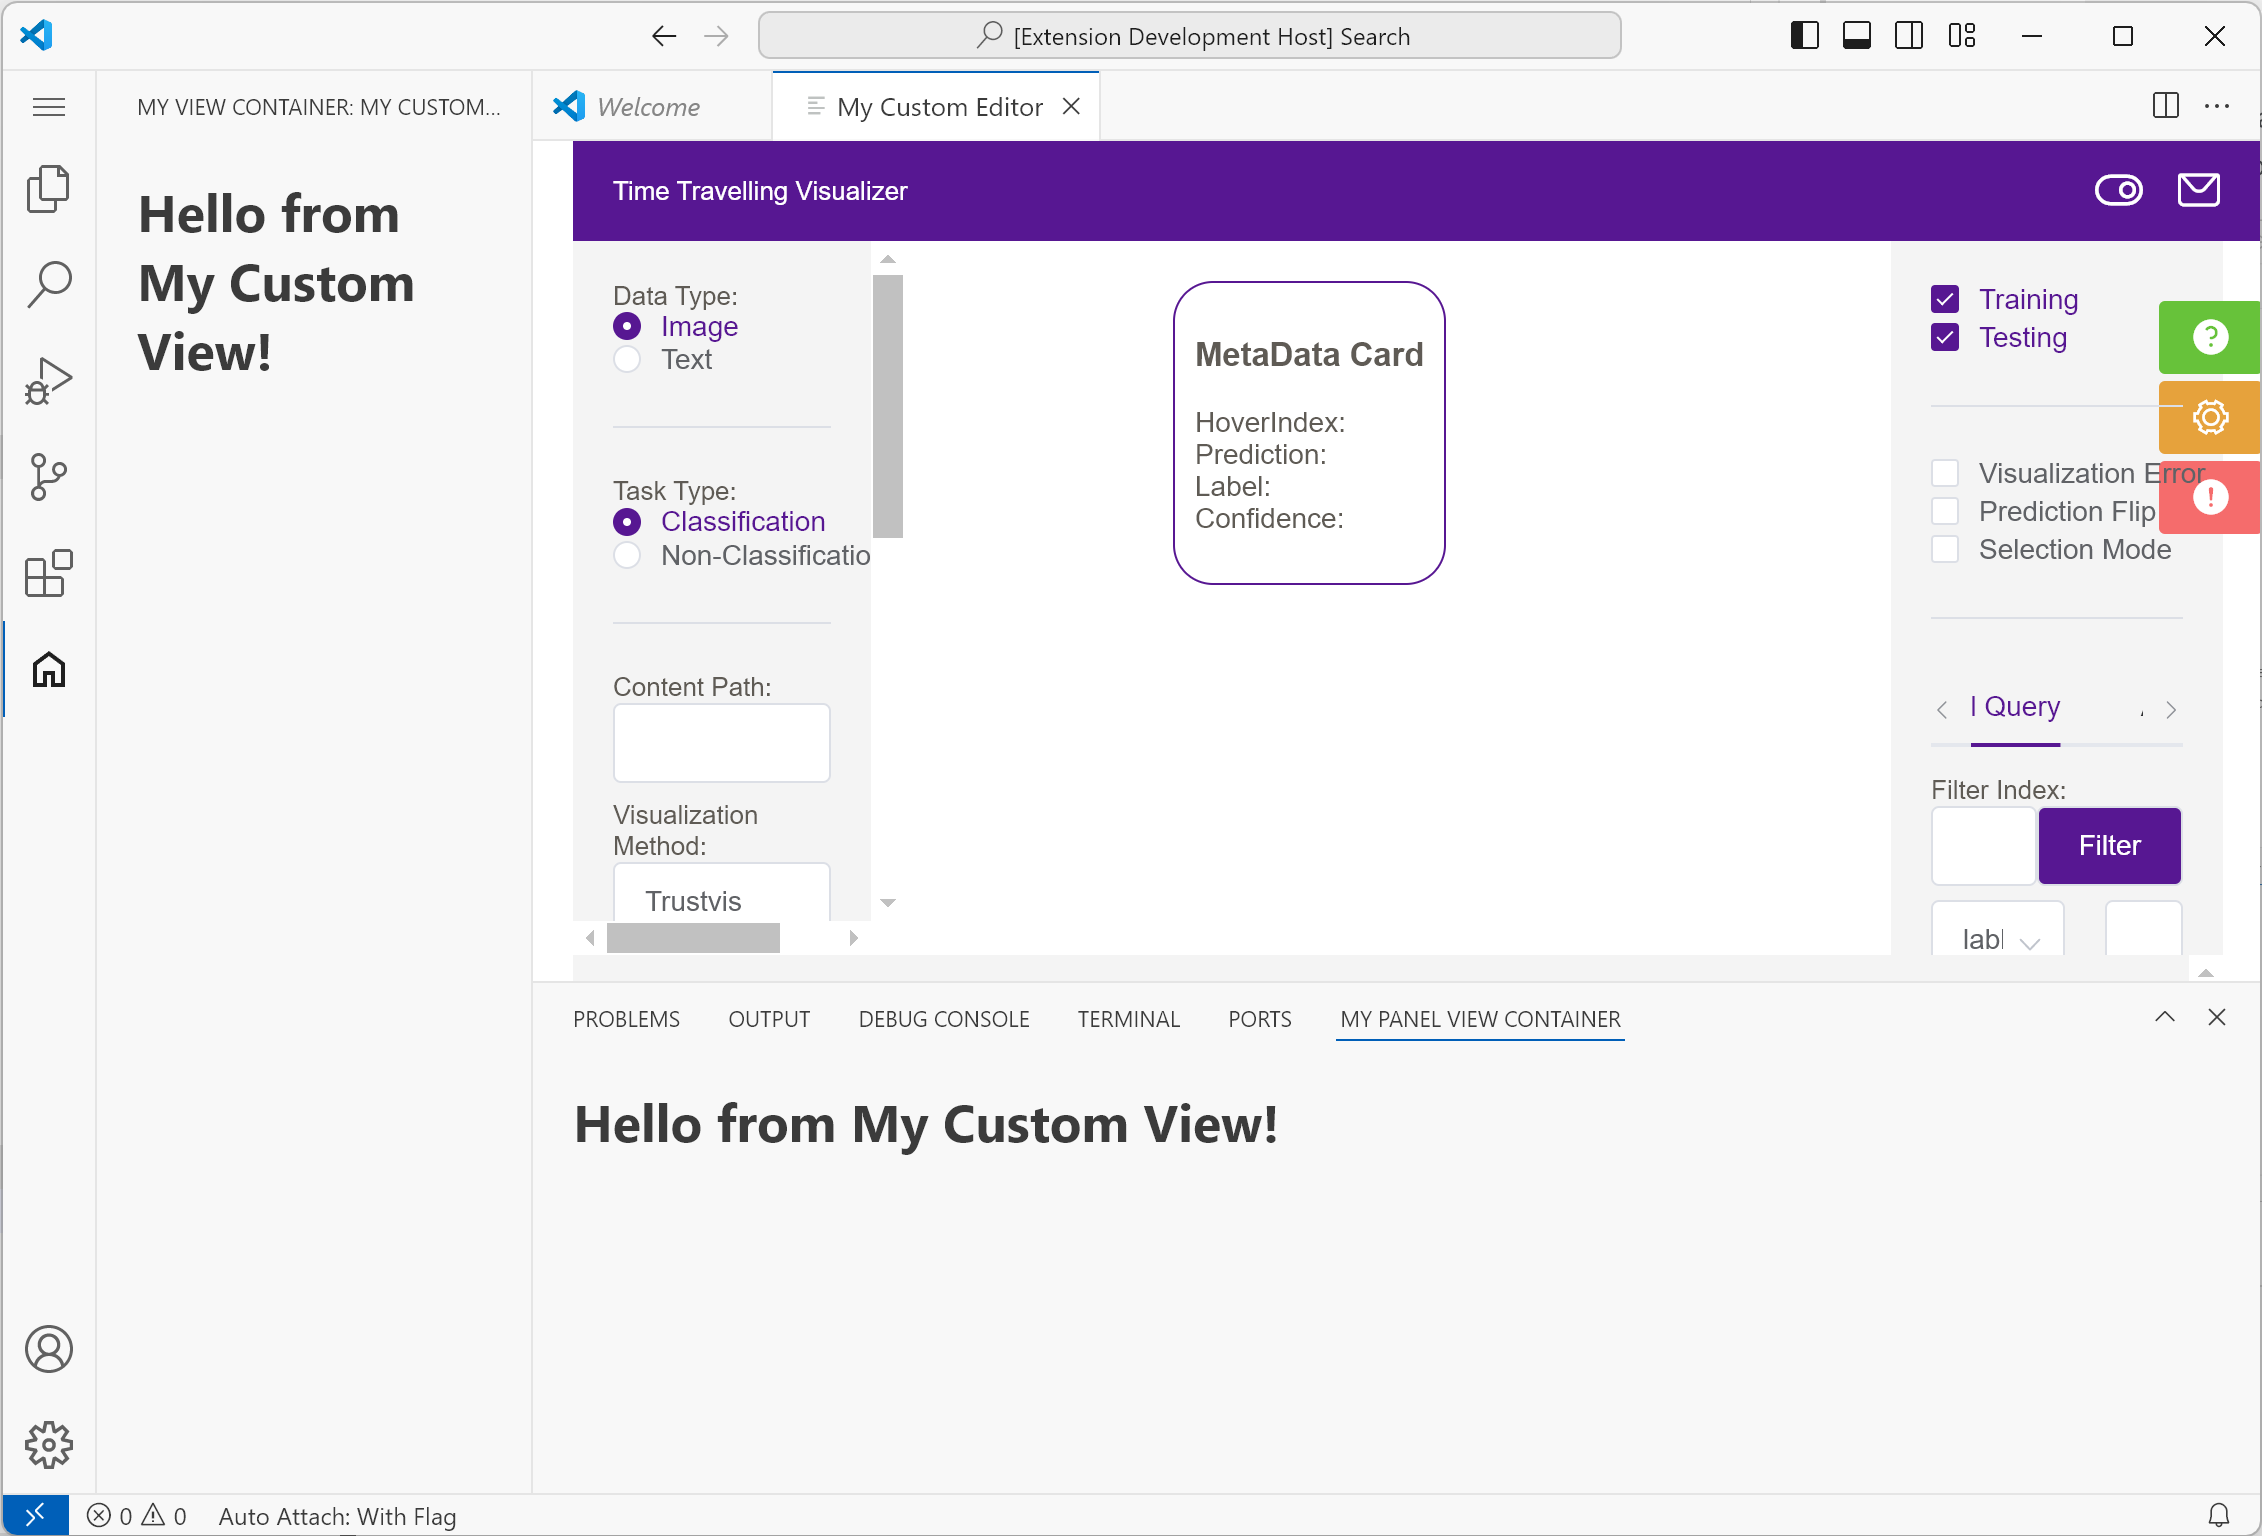 [Extension Development Host] Search
MY VIEW CONTAINER: MY CUSTOM...
Welcome
My Custom Editor
Hello from
My Custom
View!
Time Travelling Visualizer
Data Type:
Image
Text
Task Type:
Classification
Non-Classificatio
Content Path:
Visualization
Method:
Trustvis
MetaData Card
HoverIndex:
Prediction:
Label:
Confidence:
Training
Testing
Visualization Error
Prediction Flip
Selection Mode
l Query
Filter Index:
Filter
PROBLEMS
OUTPUT
DEBUG CONSOLE
TERMINAL
PORTS
MY PANEL VIEW CONTAINER
Hello from My Custom View!
0
0
Auto Attach: With Flag